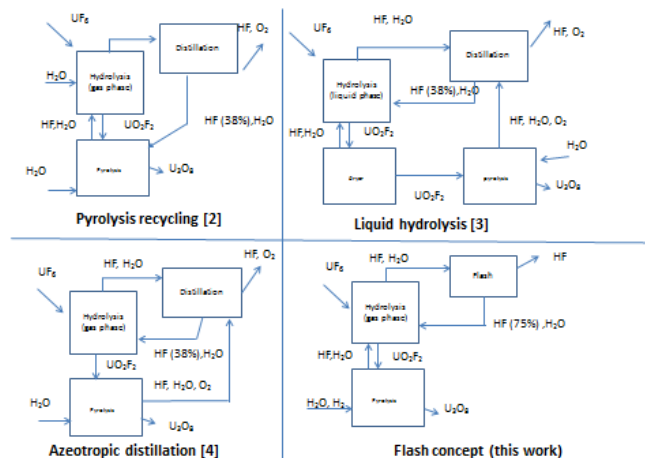 UF6
HF, H2O
HF, O2
Distillation
Hydrolysis
(gas phase)
H2O
HF (38%),H2O
HF,H2O
UO2F2
H2O
Pyrolysis
U3O8
Pyrolysis recycling [2]
UF6
HF, H2O
HF, O2
Distillation
Hydrolysis
(liquid phase)
HF (38%),H2O
HF,H2O
UO2F2
HF, H2O, O2
H2O
Dryer
pyrolysis
U3O8
UO2F2
Liquid hydrolysis [3]
UF6
HF, H2O
HF, O2
Distillation
Hydrolysis
(gas phase)
HF (38%),H2O
UO2F2
HF, H2O, O2
H2O
Pyrolysis
U3O8
Azeotropic distillation [4]
UF6
HF, H2O
HF
Flash
Hydrolysis
(gas phase)
HF (75%) ,H2O
HF,H2O
UO2F2
H2O, H2
Pyrolysis
U3O8
Flash concept (this work)